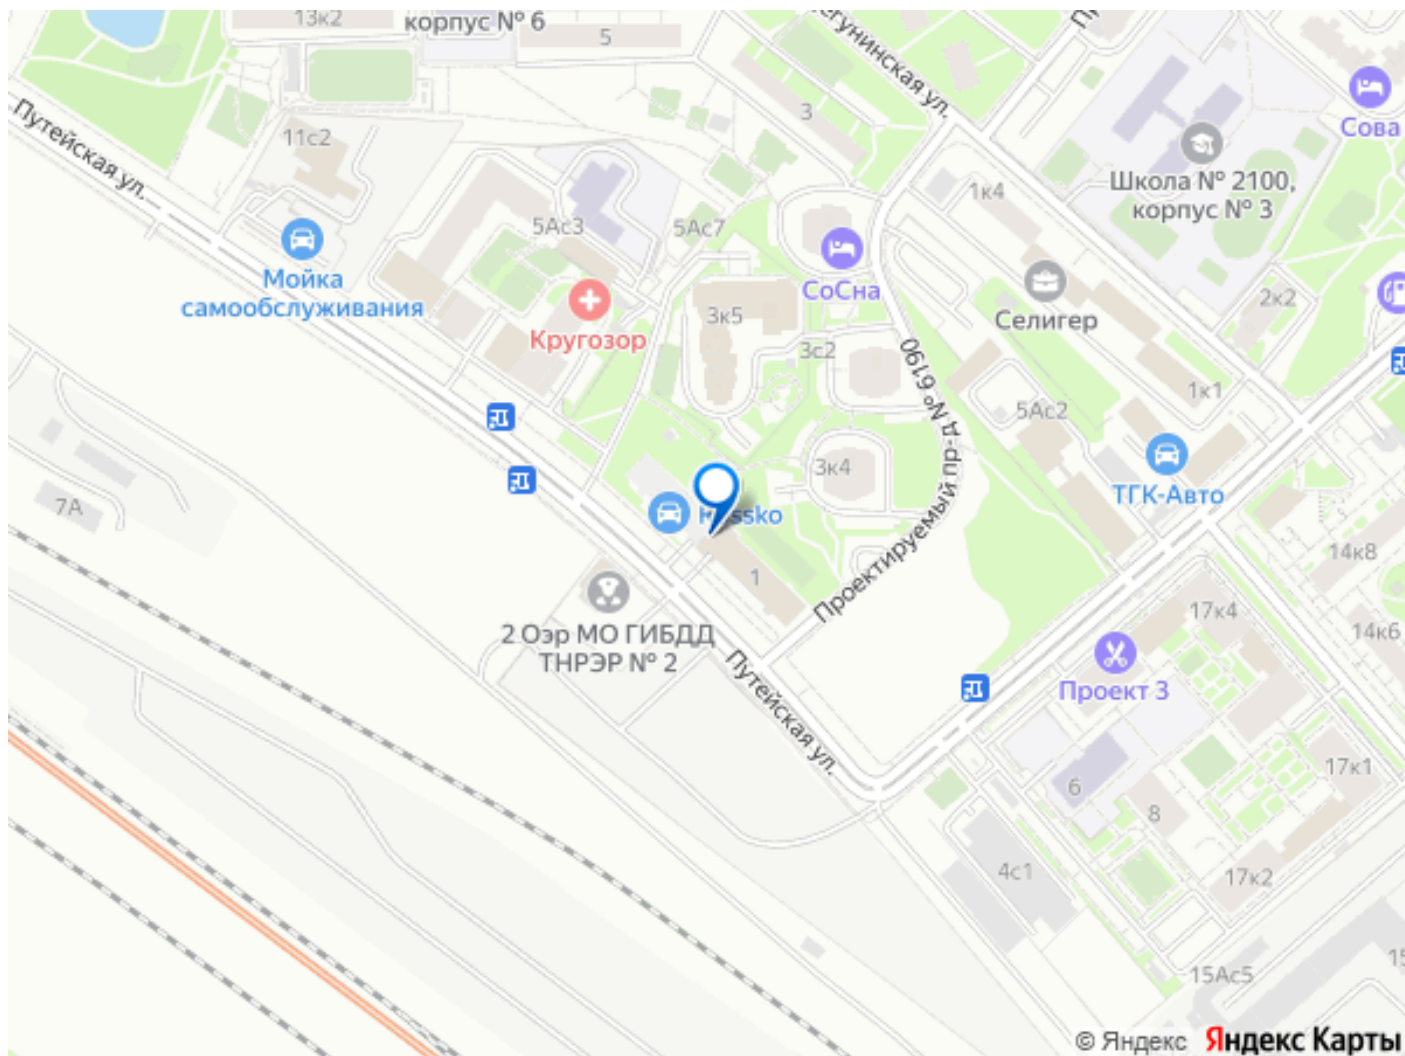 13к2
корпус № 6
5
Путейская ул.
11с2
3
1к4
Школа № 2100,
корпус № 3
Сова
5Ас3
5Ас7
Мойка
самообслуживания
СоСна
Селигер
2к2
Кругозор
3к5
3с2
1к1
5Ас2
Проектируемый пр-д № 6190
3к4
ТГК-Авто
7А
1
14к8
2 Оэр МО ГИБДД
ТНРЭР № 2
17к4
14к6
Путейская ул.
Проект 3
17к1
6
8
4с1
17к2
15Ас5
© Яндекс Яндекс Карты